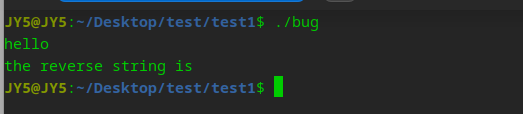 JY5@JY5:~/Desktop/test/test1$ ./bug
hello
the reverse string is
JY5@JY5:~/Desktop/test/test1$